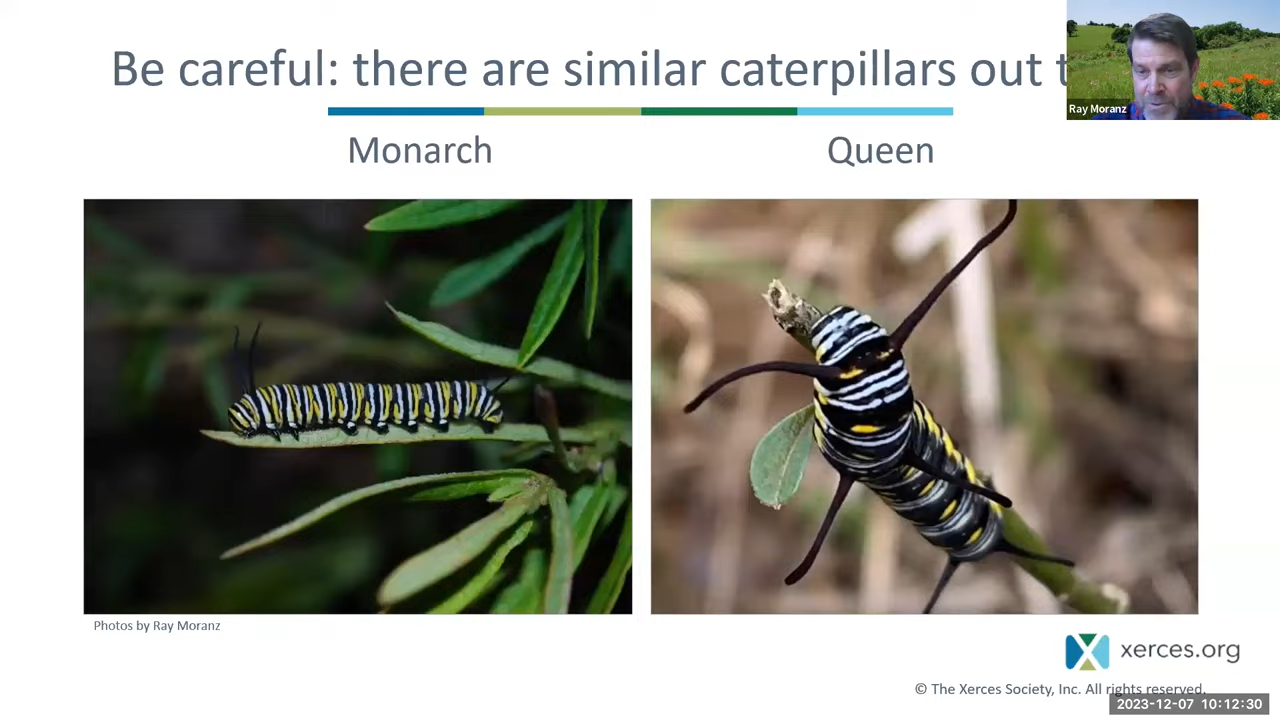 Be careful: there are similar caterpillars out
Ray Moranz
Monarch
Queen
Photos by Ray Moranz
xerces.org
© The Xerces Society, Inc. All rights reserved.
2023-12-07 10:12:30